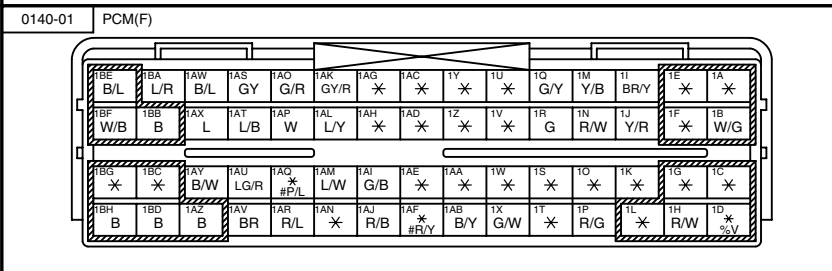 0140-01 PCM(F)
1BE 1BA 1AW 1AS 1AO 1AK 1AG 1AC 1Y 1U 1Q 1M 1I 1E 1A
B/L L/R B/L GY G/R GY/R * * * * G/Y Y/B BR/Y * *
1BF 1BB 1AX 1AT 1AP 1AL 1AH 1AD 1Z 1V 1R 1N 1J 1F 1B
W/B B L L/B W L/Y * * * * G R/W Y/R * W/G
1BG 1BC 1AY 1AU 1AQ 1AM 1AI 1AE 1AA 1W 1S 1O 1K 1G 1C
* * B/W LG/R * L/W G/B * * * * * * * *
#P/L
1BH 1BD 1AZ 1AV 1AR 1AN 1AJ 1AF 1AB 1X 1T 1P 1L 1H 1D
B B B BR R/L * R/B * B/Y G/W * R/G * R/W *
#R/Y %V